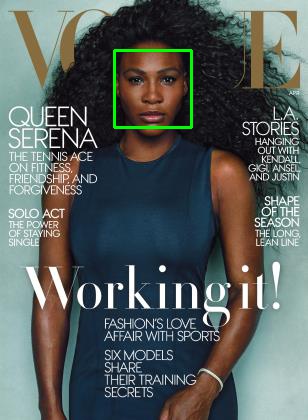 VOGUE
APR
QUEEN
SERENA
THE TENNIS ACE
ON FITNESS,
FRIENDSHIP, AND
FORGIVENESS
SOLO ACT
THE POWER
OF STAYING
SINGLE
L.A.
STORIES
HANGING
OUT WITH
KENDALL,
GIGI, ANSEL,
AND JUSTIN
SHAPE
OF THE
SEASON
THE LONG,
LEAN LINE
Working it!
FASHION'S LOVE
AFFAIR WITH SPORTS
SIX MODELS
SHARE
THEIR TRAINING
SECRETS